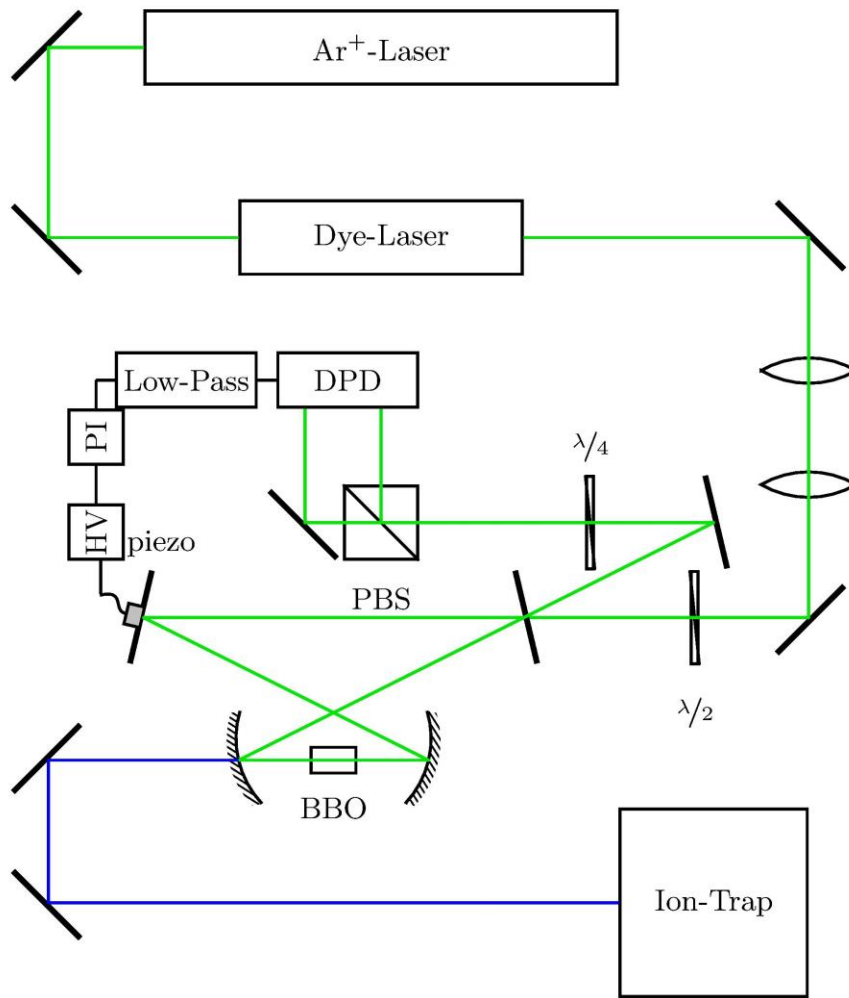 Ar⁺-Laser
Dye-Laser
Low-Pass
DPD
PI
λ/4
HV
piezo
PBS
λ/2
BBO
Ion-Trap